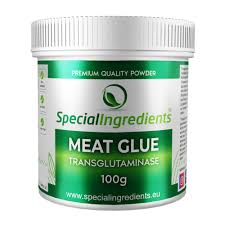 PREMIUM QUALITY POWDER
SpecialIngredients®
MEAT GLUE
TRANSGLUTAMINASE
100g
www.specialingredients.eu